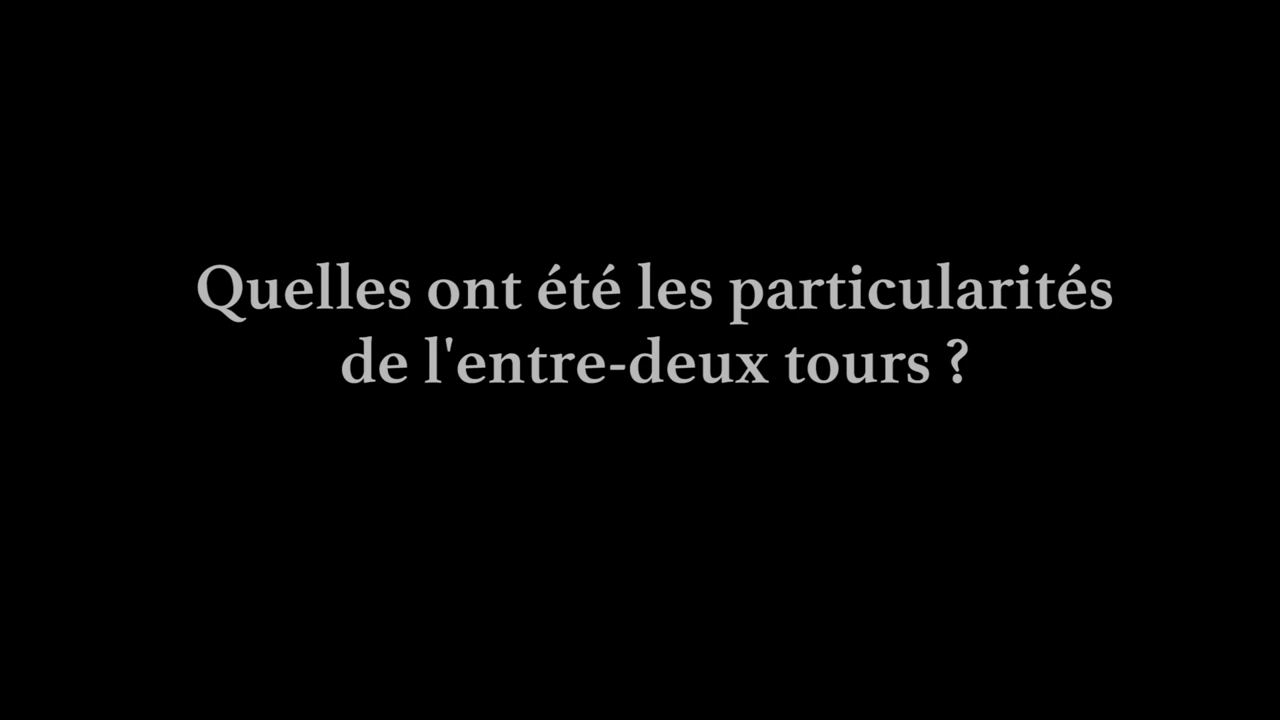 Quelles ont été les particularités
de l'entre-deux tours ?